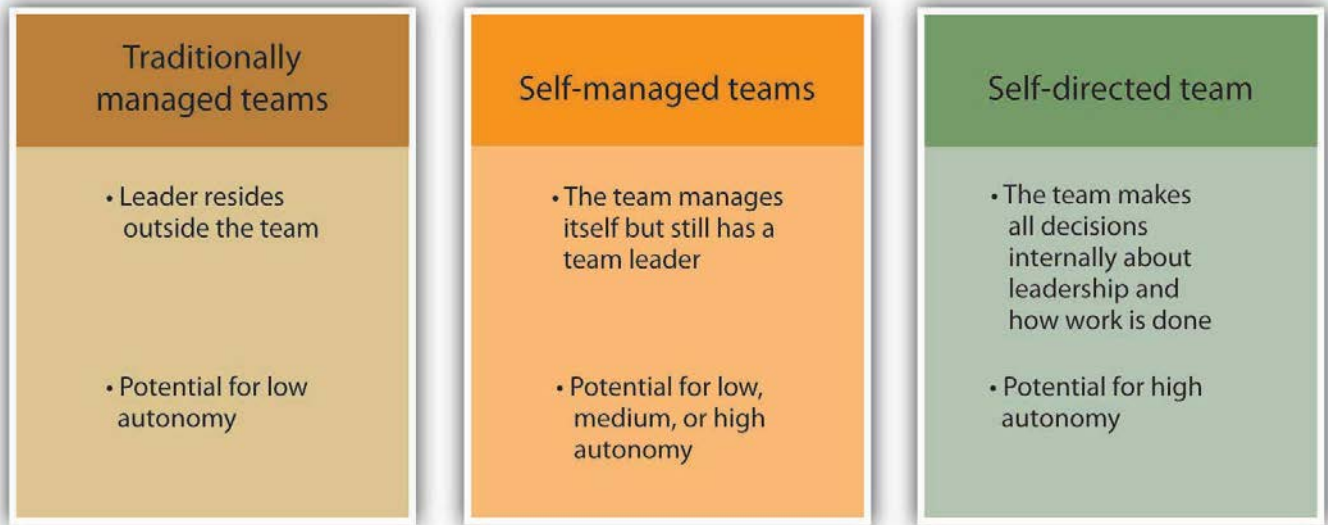 Traditionally
managed teams
• Leader resides
outside the team
• Potential for low
autonomy
Self-managed teams
• The team manages
itself but still has a
team leader
• Potential for low,
medium, or high
autonomy
Self-directed team
• The team makes
all decisions
internally about
leadership and
how work is done
• Potential for high
autonomy